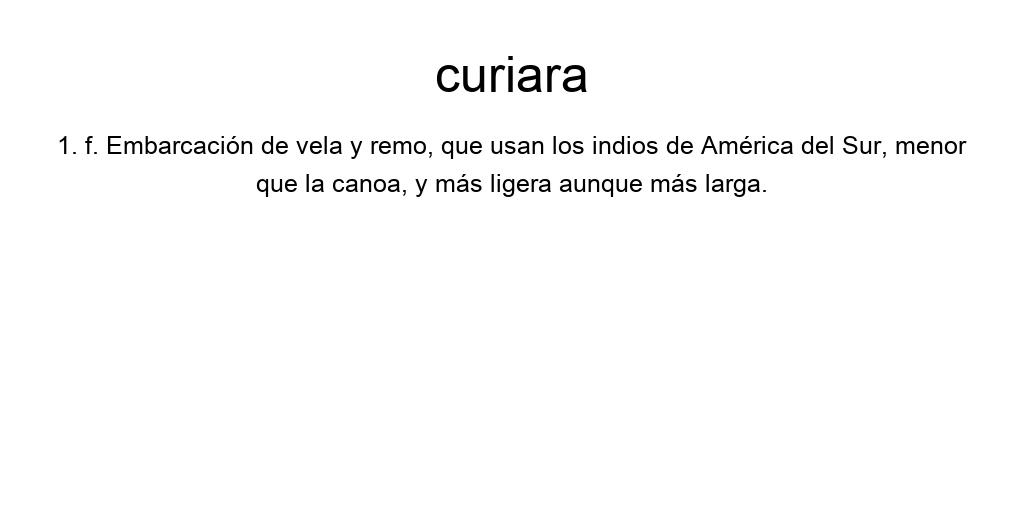 curiara
1. f. Embarcación de vela y remo, que usan los indios de América del Sur, menor
que la canoa, y más ligera aunque más larga.